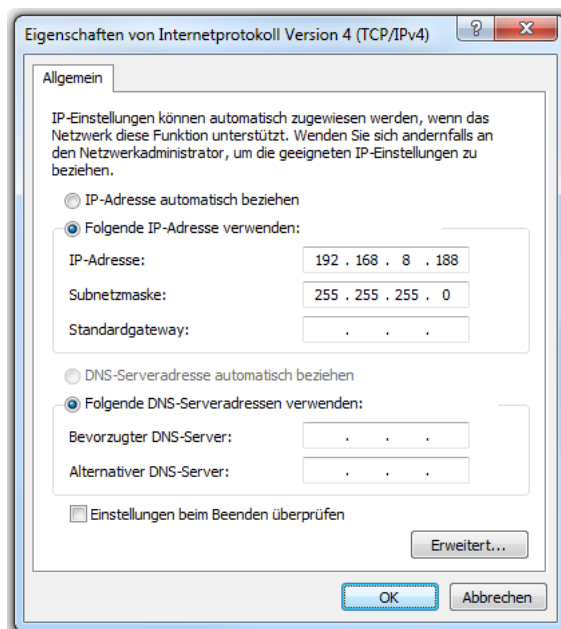 Eigenschaften von Internetprotokoll Version 4 (TCP/IPv4)
Allgemein
IP-Einstellungen können automatisch zugewiesen werden, wenn das
Netzwerk diese Funktion unterstützt. Wenden Sie sich andernfalls an
den Netzwerkadministrator, um die geeigneten IP-Einstellungen zu
beziehen.
IP-Adresse automatisch beziehen
Folgende IP-Adresse verwenden:
IP-Adresse: 192 . 168 . 8 . 188
Subnetzmaske: 255 . 255 . 255 . 0
Standardgateway: . . .
DNS-Serveradresse automatisch beziehen
Folgende DNS-Serveradressen verwenden:
Bevorzugter DNS-Server: . . .
Alternativer DNS-Server: . . .
Einstellungen beim Beenden überprüfen
Erweitert...
OK Abbrechen